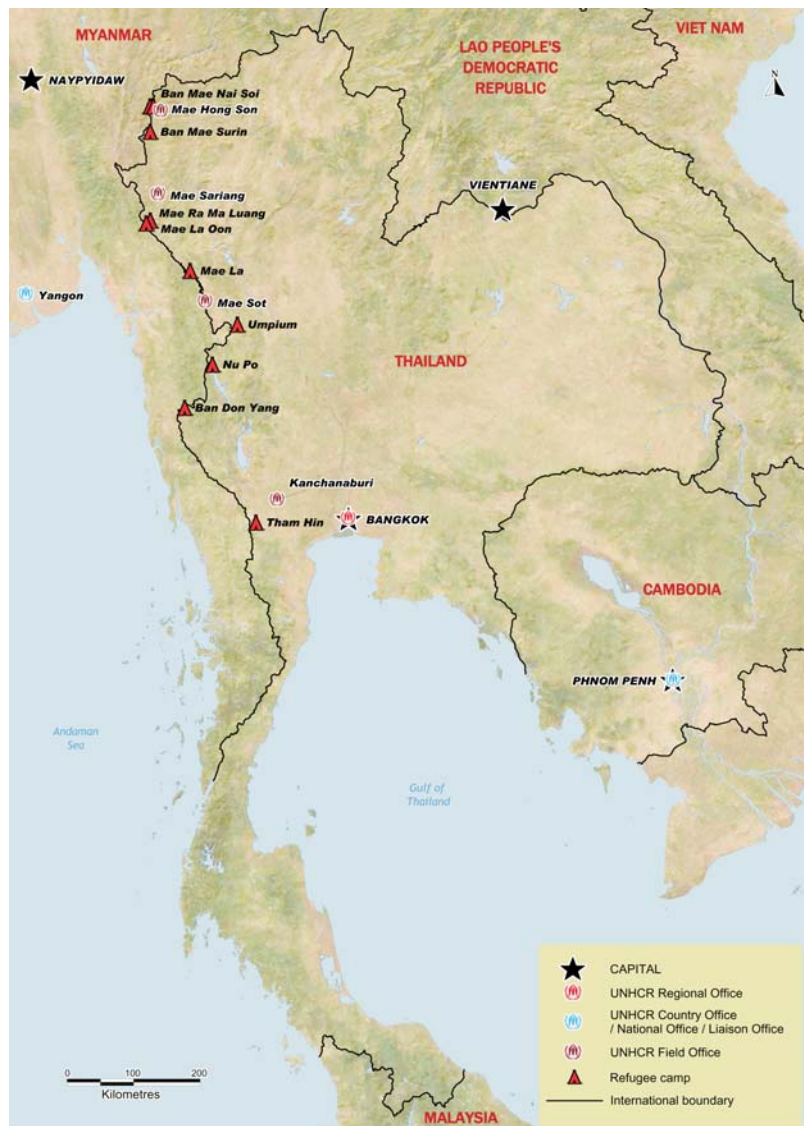 MYANMAR
VIET NAM
LAO PEOPLE'S
DEMOCRATIC
REPUBLIC
N
NAYPYIDAW
Ban Mae Nai Soi
Mae Hong Son
Ban Mae Surin
Mae Sariang
VIENTIANE
Mae Ra Ma Luang
Mae La Oon
Mae La
Yangon
Mae Sot
Umpium
THAILAND
Nu Po
Ban Don Yang
Kanchanaburi
Tham Hin
BANGKOK
CAMBODIA
PHNOM PENH
Andaman
Sea
Gulf of
Thailand
CAPITAL
UNHCR Regional Office
UNHCR Country Office
/ National Office / Liaison Office
UNHCR Field Office
Refugee camp
International boundary
0 100 200
Kilometres
MALAYSIA